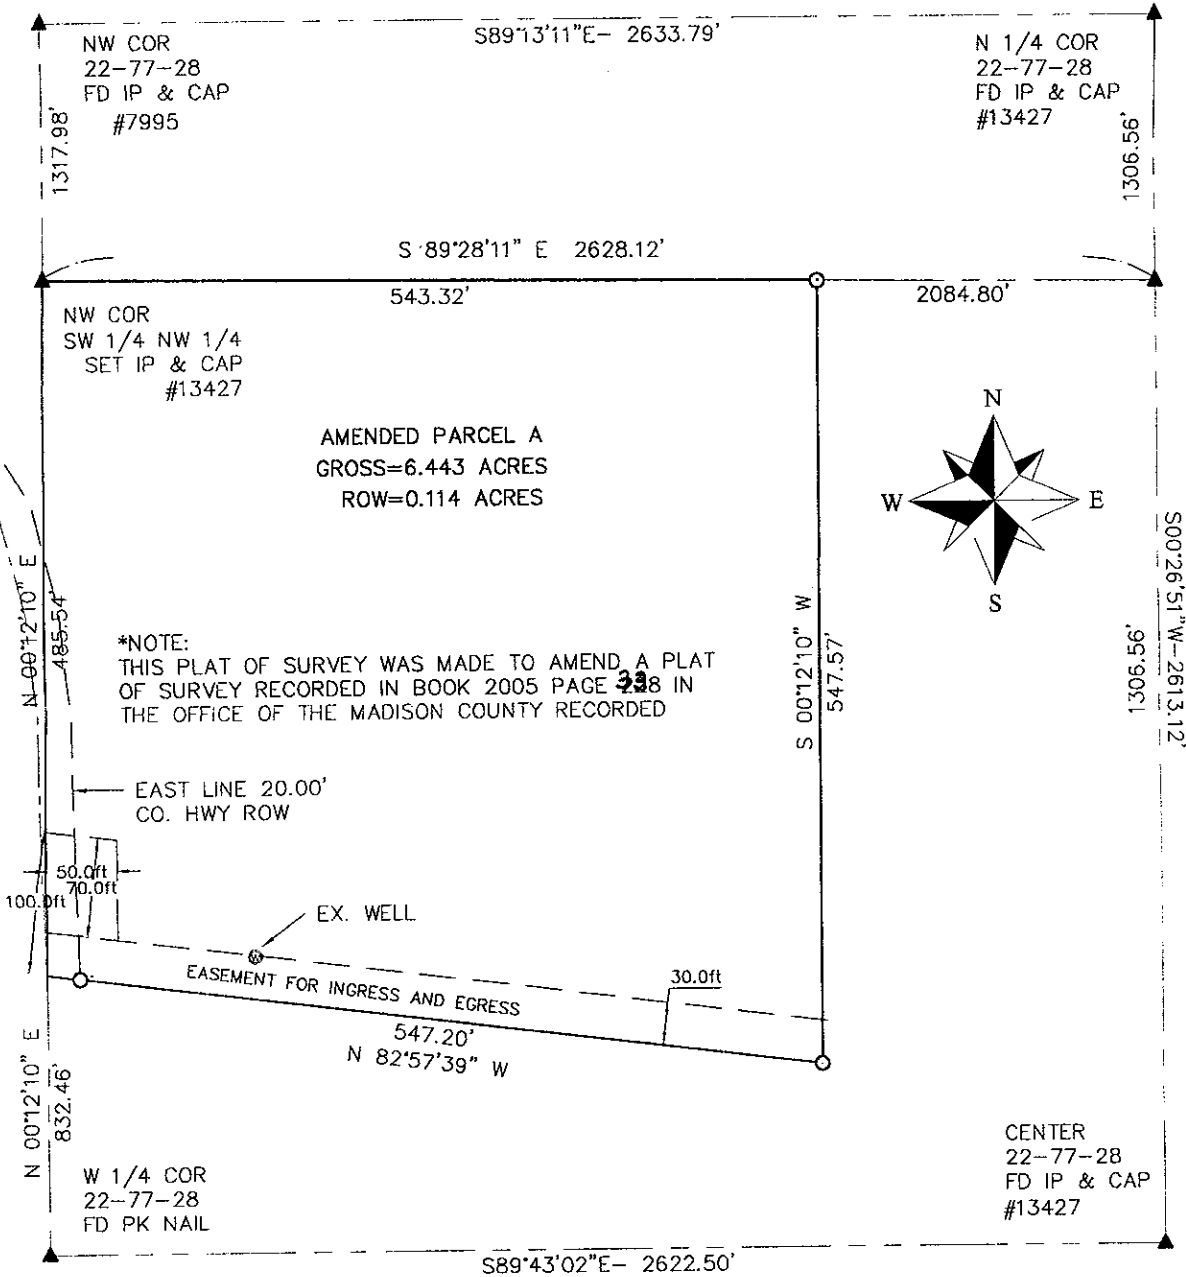 S89°13'11"E- 2633.79'
NW COR
22-77-28
FD IP & CAP
#7995
N 1/4 COR
22-77-28
FD IP & CAP
#13427
1317.98'
1306.56'
S 89°28'11" E 2628.12'
543.32'
2084.80'
NW COR
SW 1/4 NW 1/4
SET IP & CAP
#13427
AMENDED PARCEL A
GROSS=6.443 ACRES
ROW=0.114 ACRES
N
W
E
S
N 00°12'10" E
485.54'
S 00°12'10" W
547.57'
1306.56'
S00°26'51"W-2613.12'
*NOTE:
THIS PLAT OF SURVEY WAS MADE TO AMEND A PLAT
OF SURVEY RECORDED IN BOOK 2005 PAGE IN
THE OFFICE OF THE MADISON COUNTY RECORDED
EAST LINE 20.00'
CO. HWY ROW
50.0ft
70.0ft
100.0ft
EX. WELL
W
EASEMENT FOR INGRESS AND EGRESS
30.0ft
547.20'
N 82°57'39" W
N 00°12'10" E
832.46'
W 1/4 COR
22-77-28
FD PK NAIL
CENTER
22-77-28
FD IP & CAP
#13427
S89°43'02"E- 2622.50'